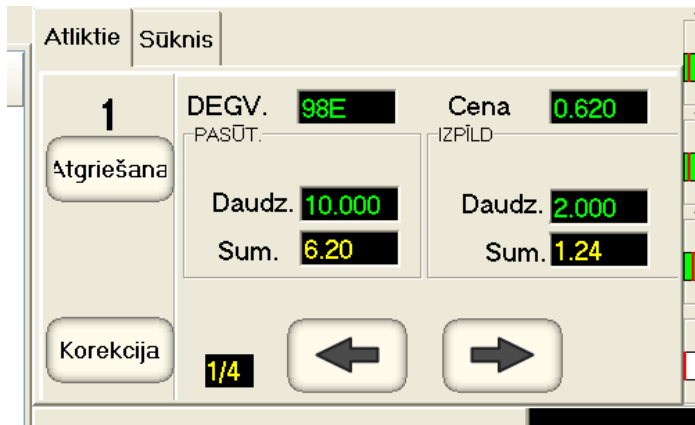 Atliktie Sūknis
1 DEGV. 98E Cena 0.620
PASŪT. IZPĪLD
Atgriešana
Daudz. 10.000 Daudz. 2.000
Sum. 6.20 Sum. 1.24
Korekcija
1/4